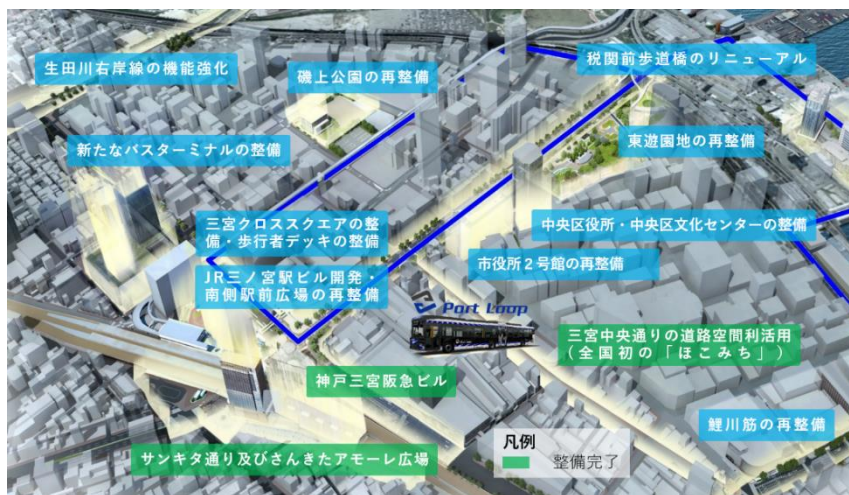 生田川右岸線の機能強化
磯上公園の再整備
税関前歩道橋のリニューアル
新たなバスターミナルの整備
東遊園地の再整備
三宮クロススクエアの整
備・歩行者デッキの整備
中央区役所・中央区文化センターの整備
JR三ノ宮駅ビル開発・
南側駅前広場の再整備
市役所2号館の再整備
Port Loop
三宮中央通りの道路空間利活用
(全国初の「ほこみち」)
神戸三宮阪急ビル
鯉川筋の再整備
サンキタ通り及びさんきたアモーレ広場
凡例
整備完了